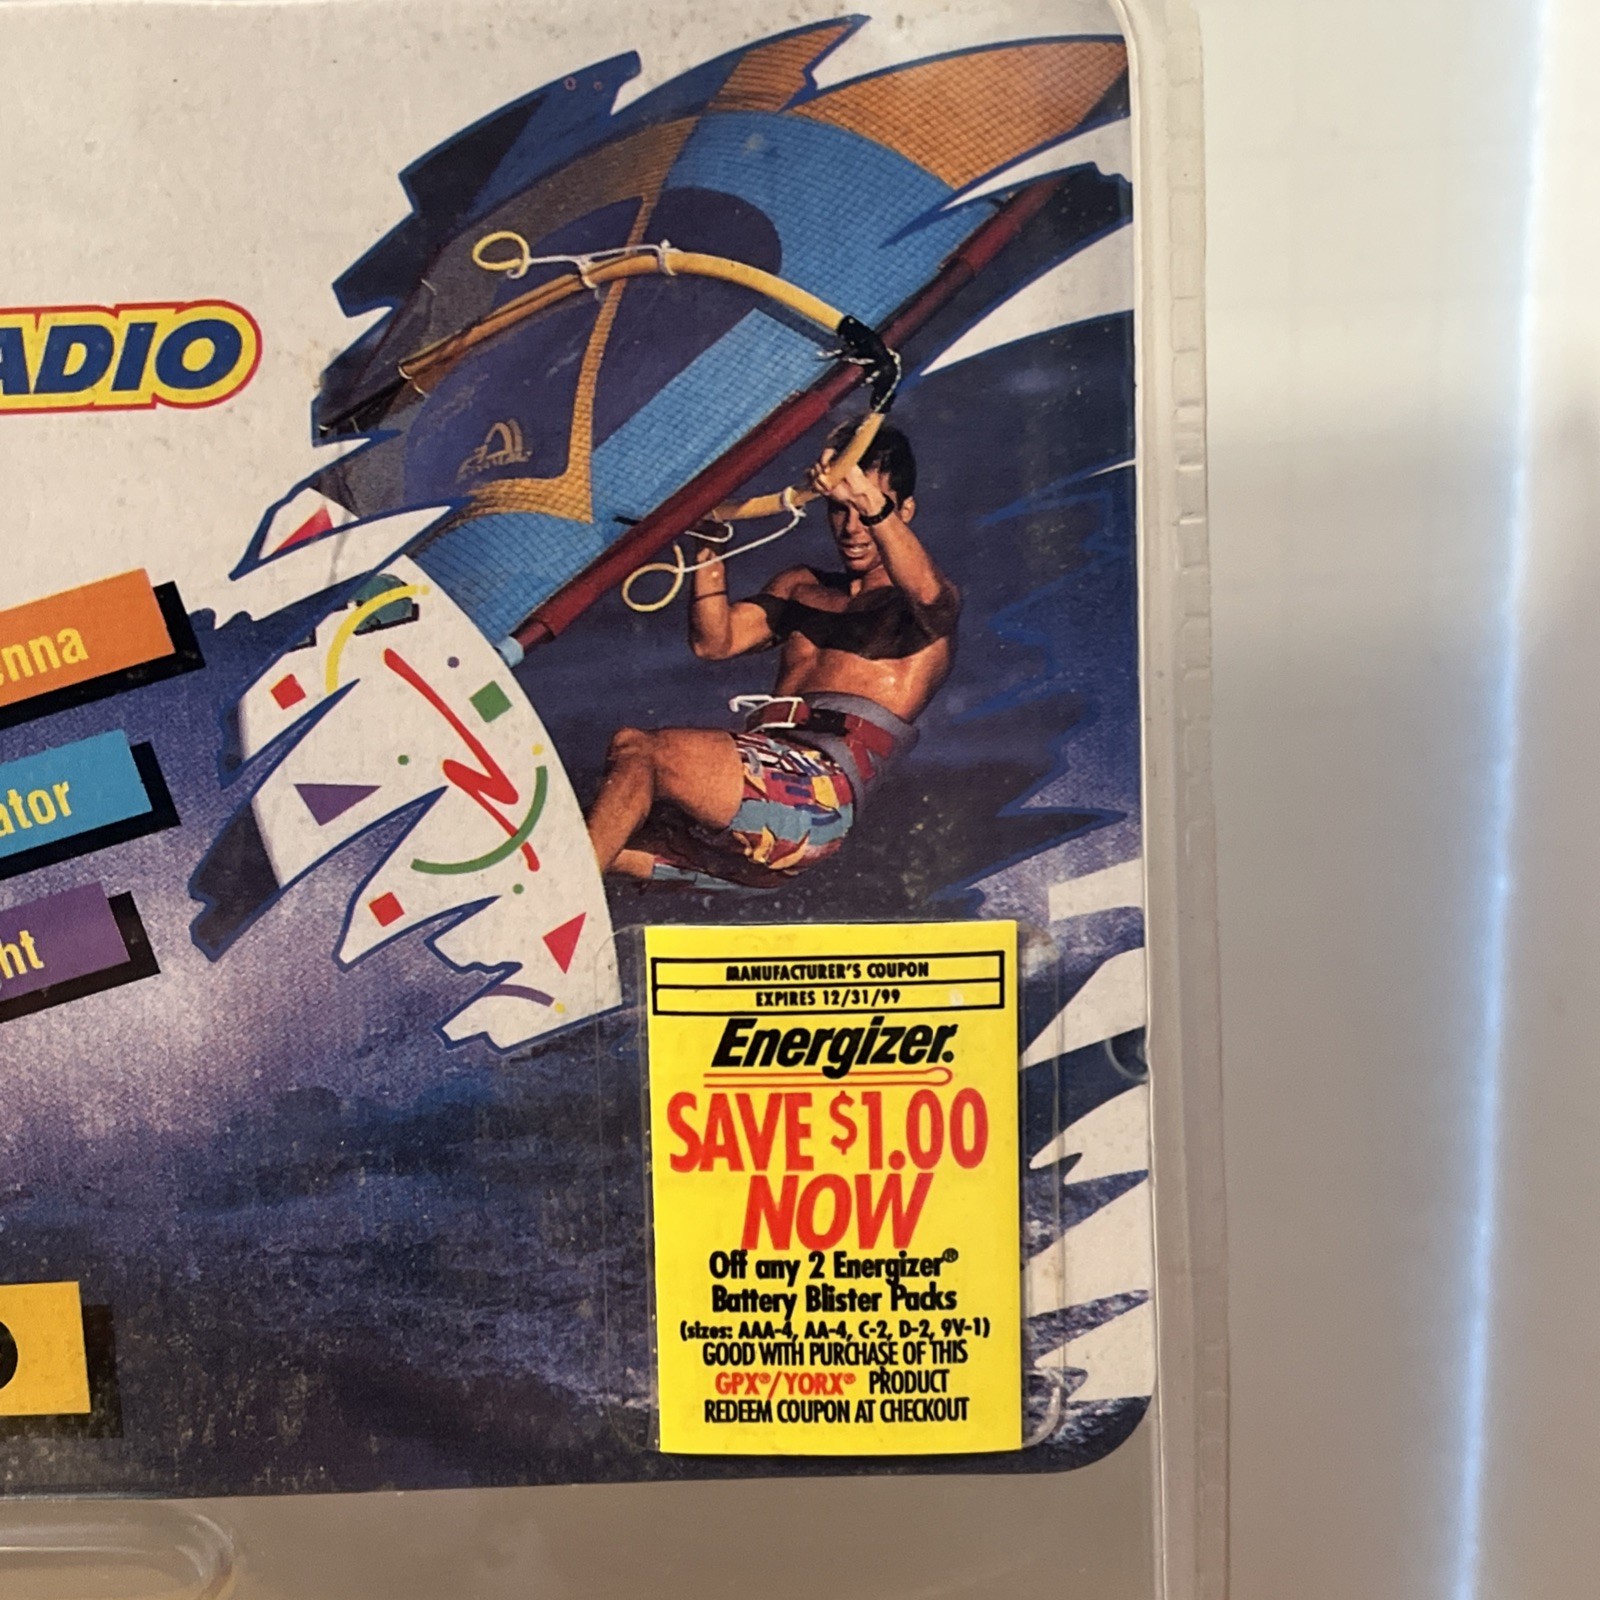 ADIO
enna
ator
ht
MANUFACTURER'S COUPON
EXPIRES 12/31/99
Energizer.
SAVE $1.00
NOW
Off any 2 Energizer®
Battery Blister Packs
(sizes: AAA-4, AA-4, C-2, D-2, 9V-1)
GOOD WITH PURCHASE OF THIS
GPX®/YORX® PRODUCT
REDEEM COUPON AT CHECKOUT